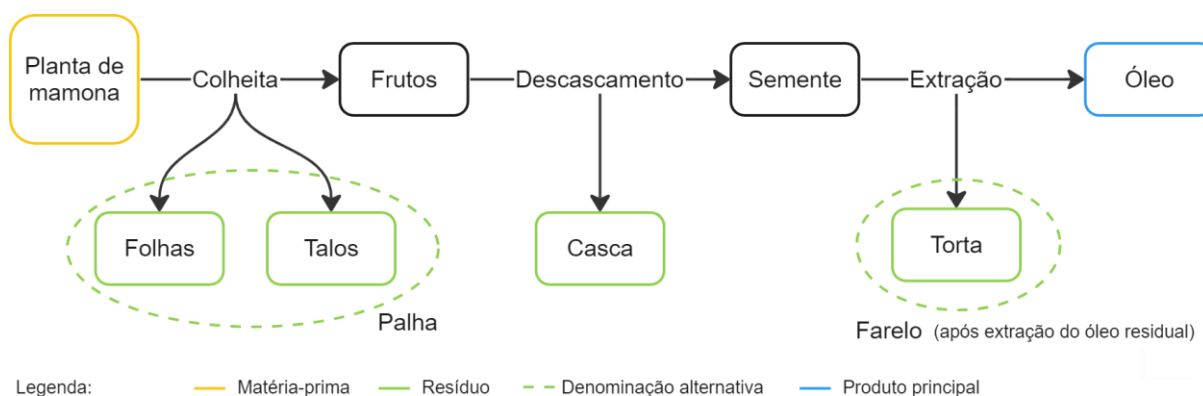 Planta de
mamona
Colheita
Frutos
Descascamento
Semente
Extração
Óleo
Folhas
Talos
Casca
Torta
Palha
Farelo (após extração do óleo residual)
Legenda: Matéria-prima Resíduo Denominação alternativa Produto principal